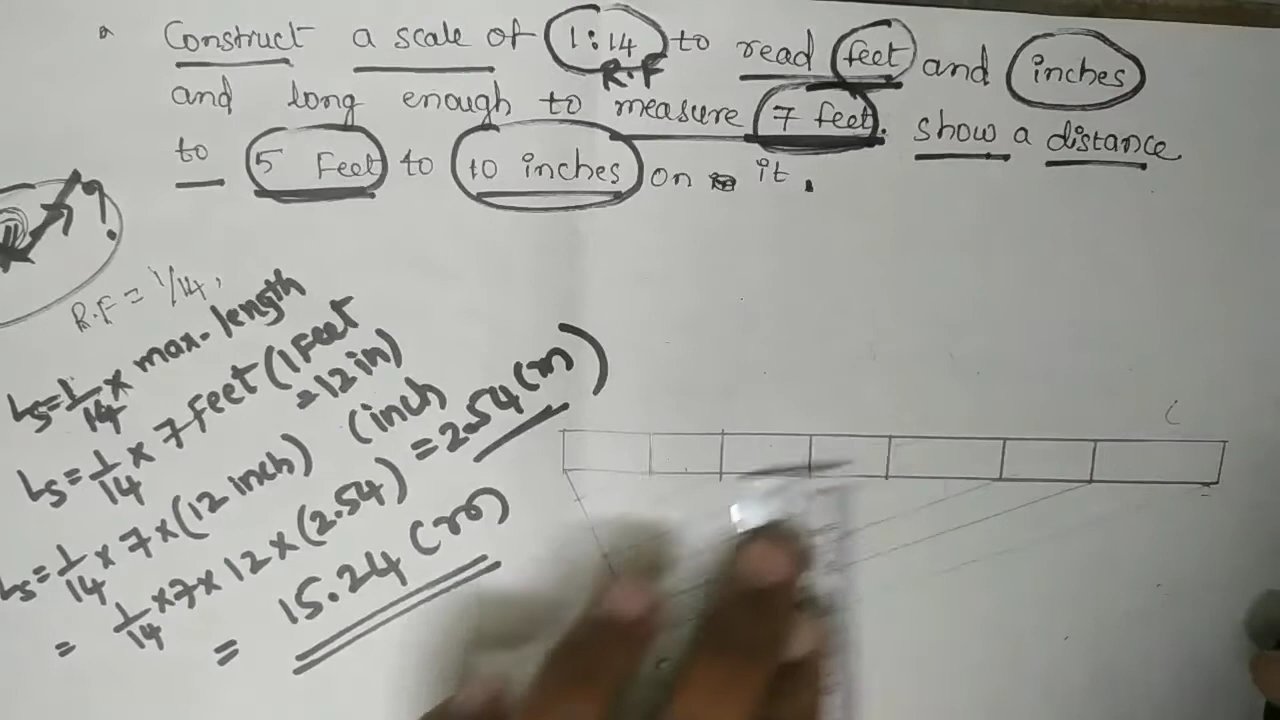 Construct a scale of 1:14 to read feet and inches
R.F
and long enough to measure 7 feet. show a distance
to 5 Feet to 10 inches on it.
?
R.F = 1/14,
Ls = 1/14 × max. length
Ls = 1/14 × 7 Feet (1 Feet = 12 in)
Ls = 1/14 × 7 × (12 inch) (inch = 2.54 cm)
= 1/14 × 7 × 12 × (2.54)
= 15.24 cm